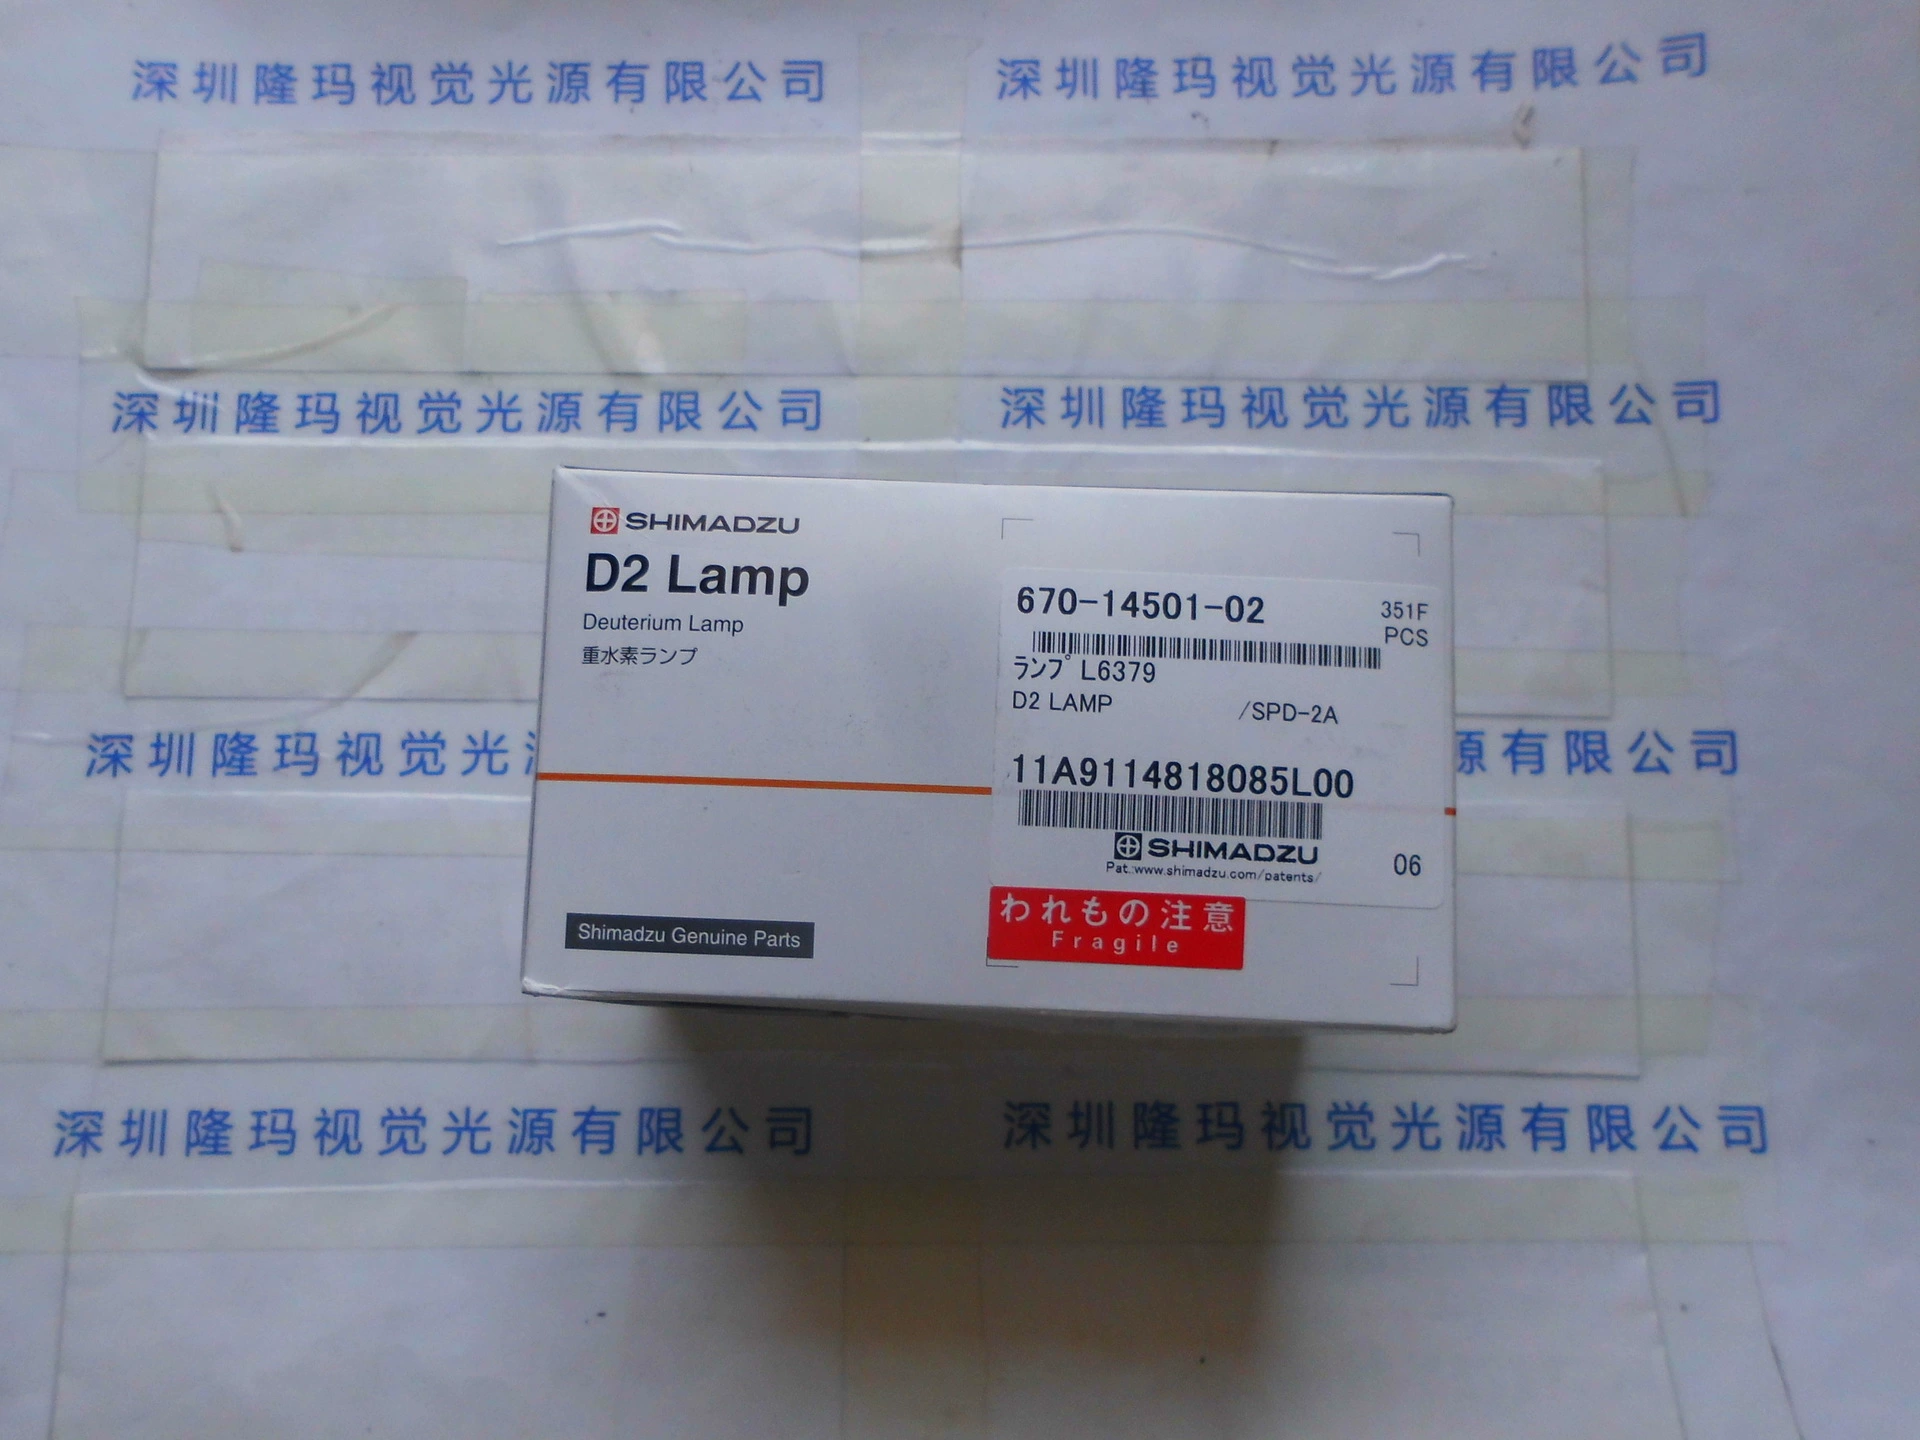 深圳隆玛视觉光源有限公司 深圳隆玛视觉光源有限公司
深圳隆玛视觉光源有限公司 深圳隆玛视觉光源有限公司
深圳隆玛视觉光 源有限公司
SHIMADZU
D2 Lamp
Deuterium Lamp
重水素ランプ
Shimadzu Genuine Parts
670-14501-02 351F
PCS
ランプ L6379
D2 LAMP /SPD-2A
11A9114818085L00
SHIMADZU
Pat.:www.shimadzu.com/patents/
06
われもの注意
Fragile
深圳隆玛视觉光源有限公司 深圳隆玛视觉光源有限公司